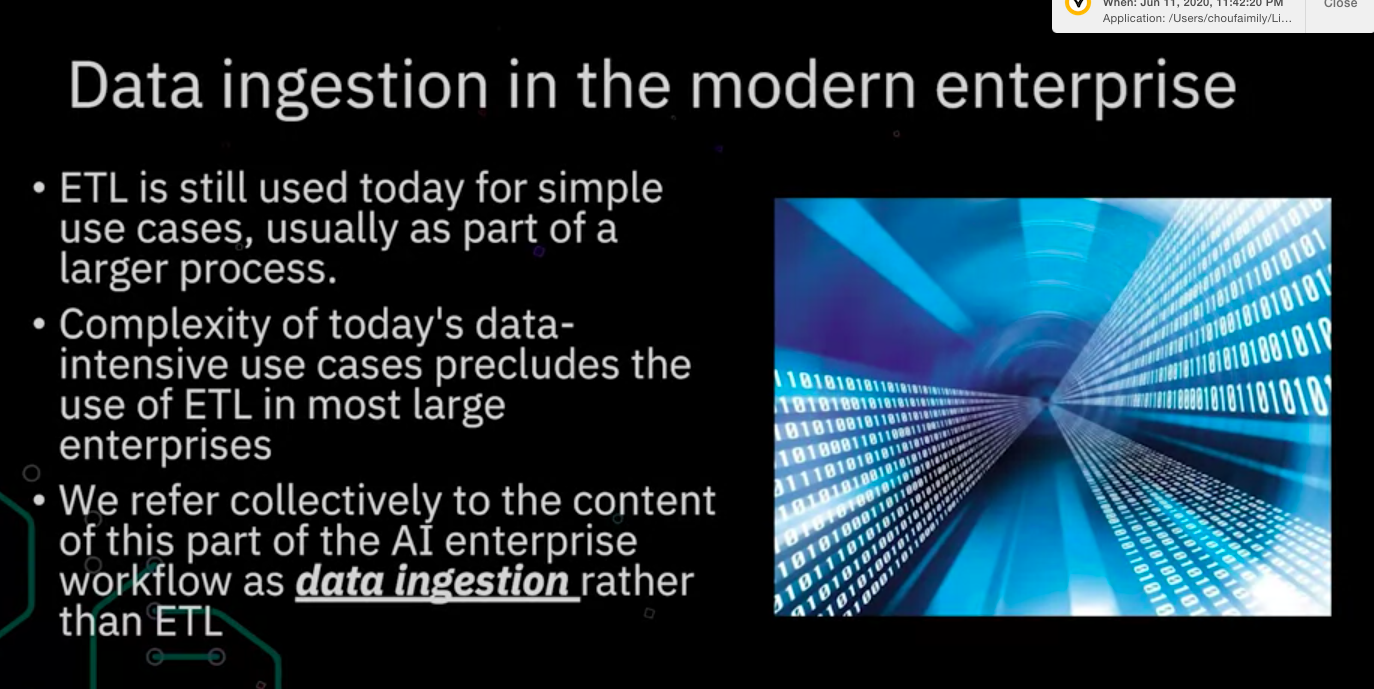 When: Jun 11, 2020, 11:42:20 PM
Application: /Users/choufaimily/Li...
Close
Data ingestion in the modern enterprise
• ETL is still used today for simple
use cases, usually as part of a
larger process.
• Complexity of today's data-
intensive use cases precludes the
use of ETL in most large
enterprises
• We refer collectively to the content
of this part of the AI enterprise
workflow as data ingestion rather
than ETL